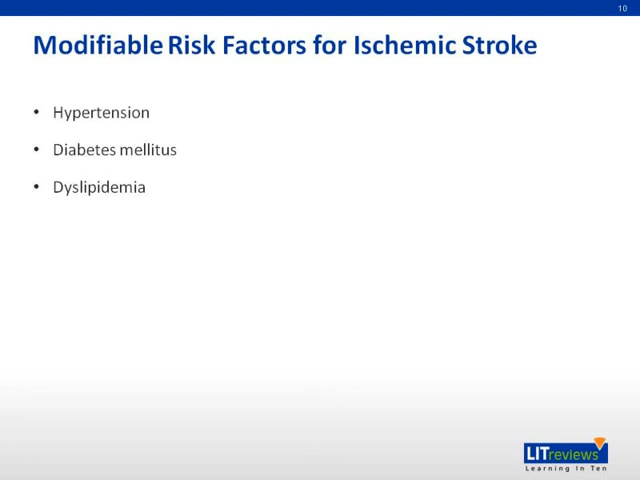 10
Modifiable Risk Factors for Ischemic Stroke
• Hypertension
• Diabetes mellitus
• Dyslipidemia
LITreviews
Learning In Ten